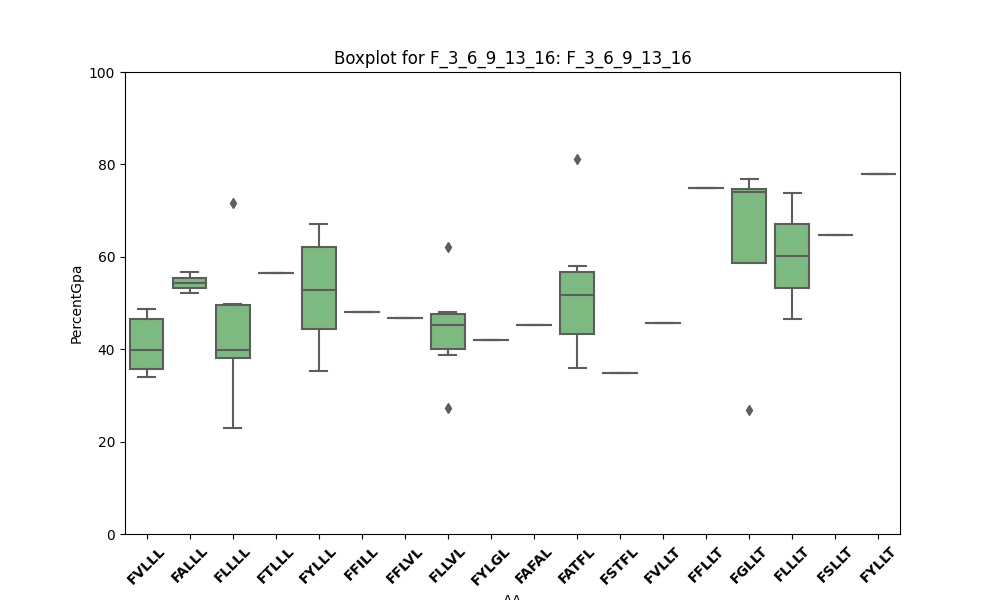 Boxplot for F_3_6_9_13_16: F_3_6_9_13_16
100
80
60
40
20
0
PercentGpa
FVLLL FALLL FLLLL FTLLL FYLLL FFILL FFLVL FLLVL FYLGL FAFAL FATFL FSTFL FVLLT FFLLT FGLLT FLLLT FSLLT FYLLT
AA